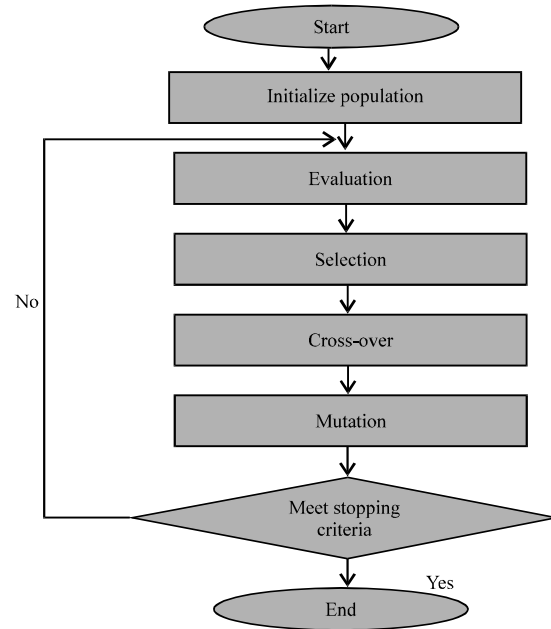 Start
Initialize population
Evaluation
Selection
No
Cross-over
Mutation
Meet stopping
criteria
Yes
End